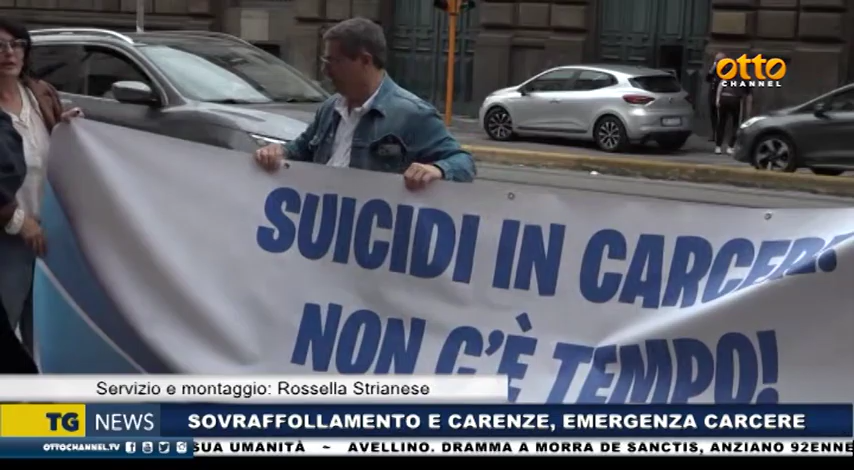 otto
CHANNEL
SUICIDI IN CARCERE!
NON C'È TEMPO!
Servizio e montaggio: Rossella Strianese
TG NEWS SOVRAFFOLLAMENTO E CARENZE, EMERGENZA CARCERE
OTTOCHANNEL.TV SUA UMANITÀ ~ AVELLINO. DRAMMA A MORRA DE SANCTIS, ANZIANO 92ENNE